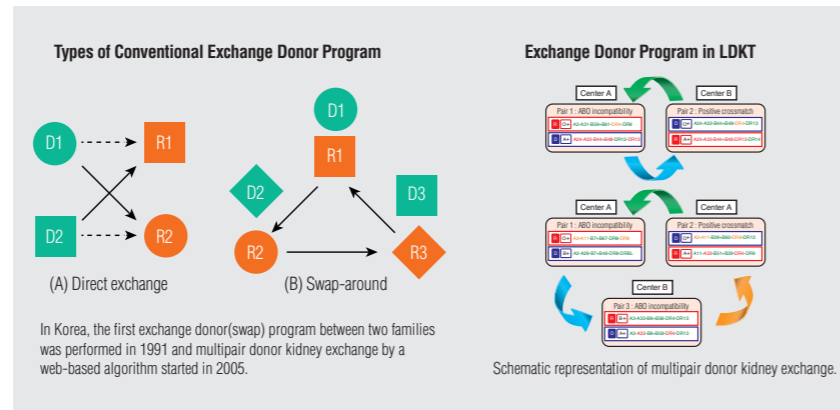 Types of Conventional Exchange Donor Program
D1
R1
D2
R2
(A) Direct exchange
D1
R1
D2
D3
R2
R3
(B) Swap-around
In Korea, the first exchange donor(swap) program between two families
was performed in 1991 and multipair donor kidney exchange by a
web-based algorithm started in 2005.
Exchange Donor Program in LDKT
Center A
Center B
Pair 1 : ABO incompatibility
R O+
D A+
Pair 2 : Positive crossmatch
D O+
R A+
Center A
Center A
Pair 1 : ABO incompatibility
R O+
D B+
Pair 2 : Positive crossmatch
D O+
R A+
Center B
Pair 3 : ABO incompatibility
R B+
D A+
Schematic representation of multipair donor kidney exchange.